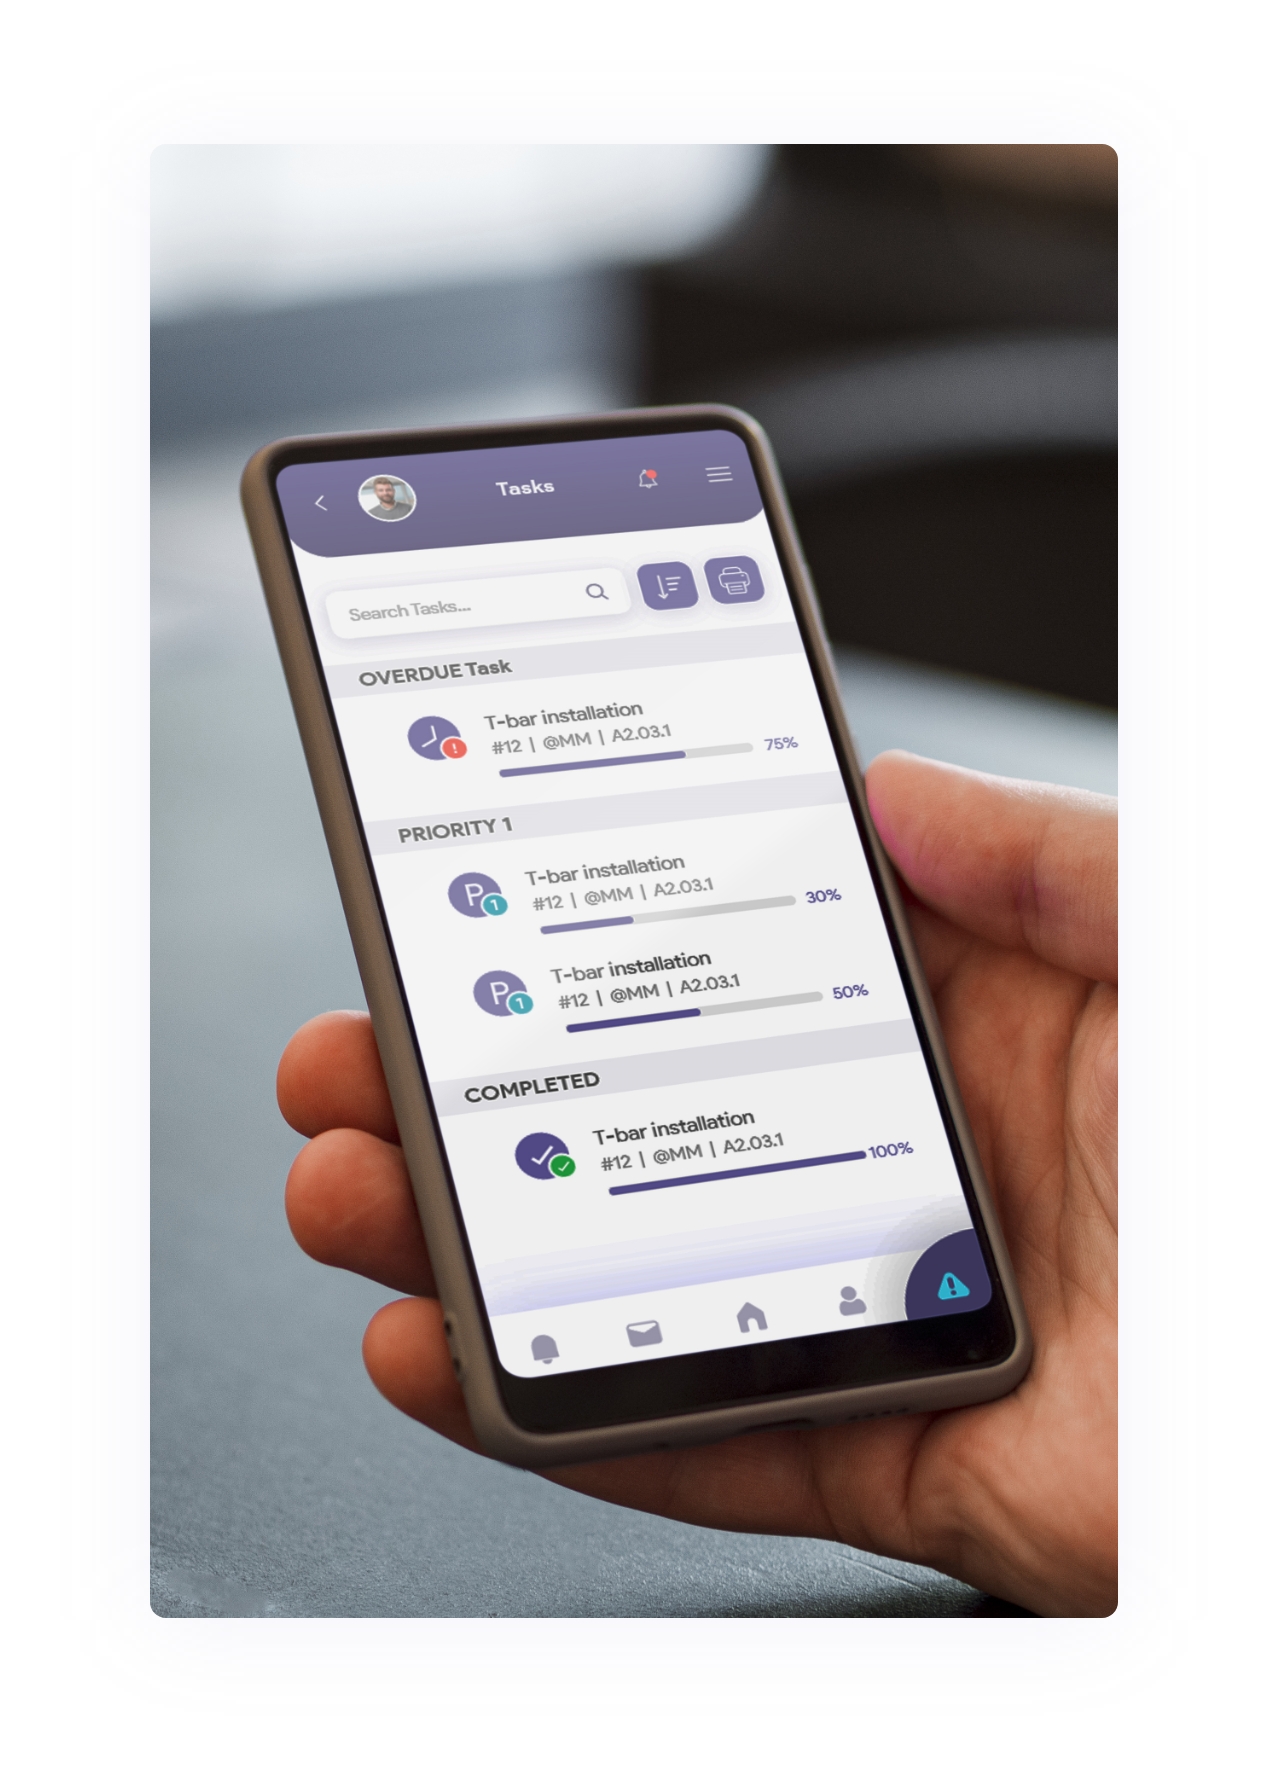 Tasks
Search Tasks...
OVERDUE Task
T-bar installation
#12 | @MM | A2.03.1
75%
!
PRIORITY 1
T-bar installation
P 1
#12 | @MM | A2.03.1
30%
T-bar installation
P 1
#12 | @MM | A2.03.1
50%
COMPLETED
T-bar installation
#12 | @MM | A2.03.1
100%